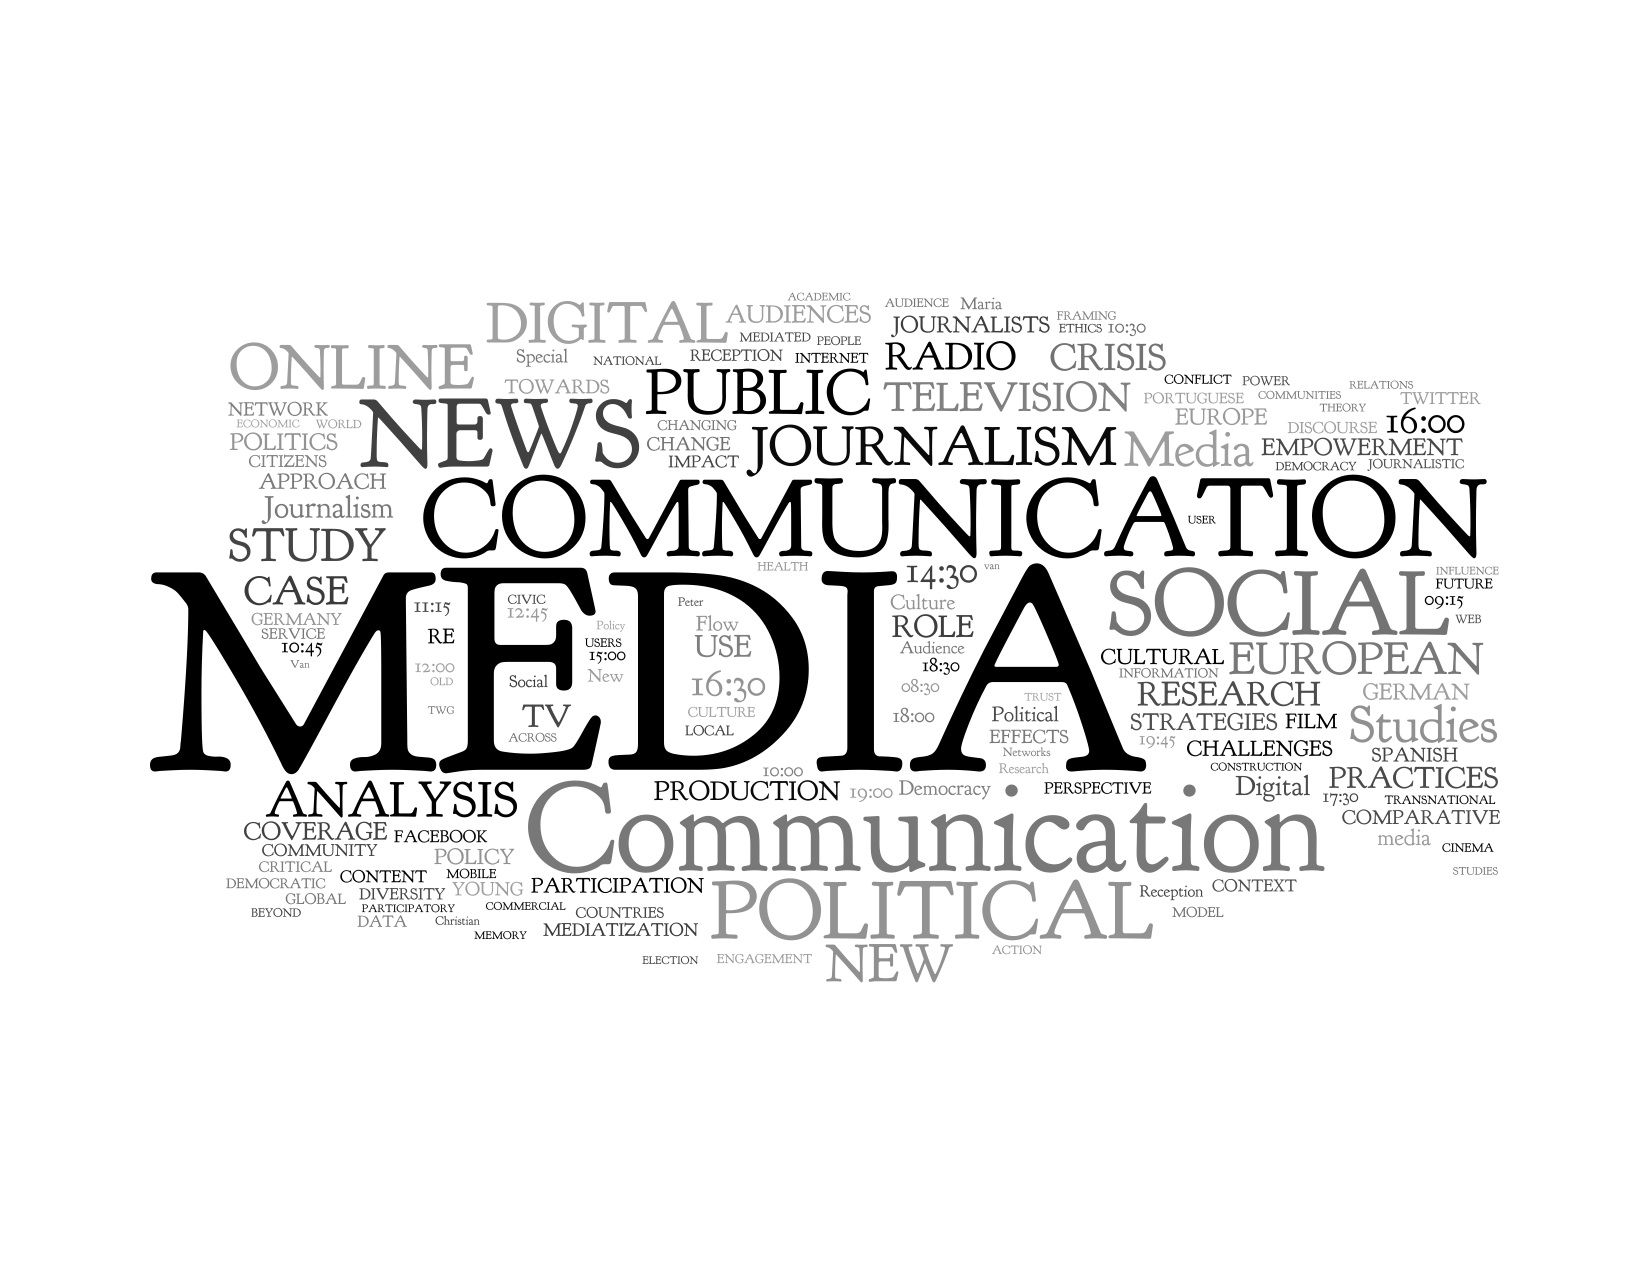 ACADEMIC
DIGITAL AUDIENCES AUDIENCE Maria
JOURNALISTS FRAMING
ETHICS 10:30
MEDIATED PEOPLE
ONLINE Special NATIONAL RECEPTION INTERNET RADIO CRISIS
TOWARDS PUBLIC TELEVISION CONFLICT POWER RELATIONS
PORTUGUESE COMMUNITIES TWITTER
NETWORK NEWS EUROPE THEORY
ECONOMIC WORLD CHANGING DISCOURSE 16:00
POLITICS CHANGE JOURNALISM Media EMPOWERMENT
CITIZENS IMPACT DEMOCRACY JOURNALISTIC
APPROACH
Journalism COMMUNICATION USER
STUDY
HEALTH 14:30 van SOCIAL INFLUENCE
CASE MEDIA FUTURE
11:15 CIVIC Peter Culture 09:15
GERMANY 12:45 Flow ROLE WEB
SERVICE RE Policy USE
10:45 USERS Audience
Van 12:00 15:00 18:30 CULTURAL EUROPEAN
OLD Social New 16:30 08:30 INFORMATION
TWG TV CULTURE 18:00 TRUST RESEARCH GERMAN
ACROSS LOCAL Political STRATEGIES FILM Studies
EFFECTS 19:45 CHALLENGES SPANISH
Networks
Research CONSTRUCTION
10:00 PRACTICES
ANALYSIS PRODUCTION 19:00 Democracy • PERSPECTIVE • Digital 17:30 TRANSNATIONAL
COVERAGE FACEBOOK Communication COMPARATIVE
COMMUNITY POLICY media CINEMA
CRITICAL CONTENT MOBILE STUDIES
DEMOCRATIC DIVERSITY YOUNG PARTICIPATION POLITICAL Reception CONTEXT
GLOBAL PARTICIPATORY COMMERCIAL COUNTRIES MODEL
BEYOND DATA Christian MEDIATIZATION
MEMORY
ELECTION ENGAGEMENT NEW ACTION